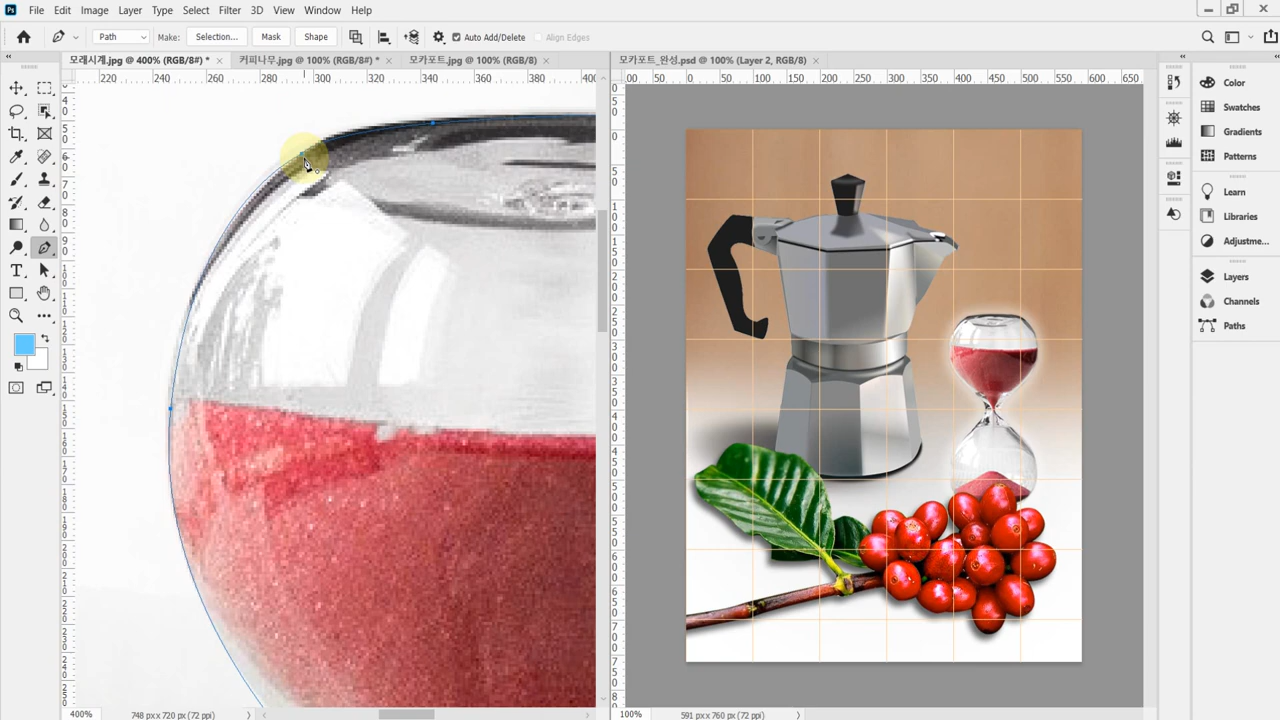 Ps File Edit Image Layer Type Select Filter 3D View Window Help
Path Make: Selection... Mask Shape Auto Add/Delete Align Edges
모래시계.jpg @ 400% (RGB/8#) * × 커피나무.jpg @ 100% (RGB/8#) * × 모카포트.jpg @ 100% (RGB/8) × 모카포트_완성.psd @ 100% (Layer 2, RGB/8) ×
220 240 260 280 300 320 340 360 380 400
00 50 0 50 100 150 200 250 300 350 400 450 500 550 600 650
Color
Swatches
Gradients
Patterns
Learn
Libraries
Adjustme...
Layers
Channels
Paths
400% 748 px x 720 px (72 ppi) 100% 591 px x 760 px (72 ppi)